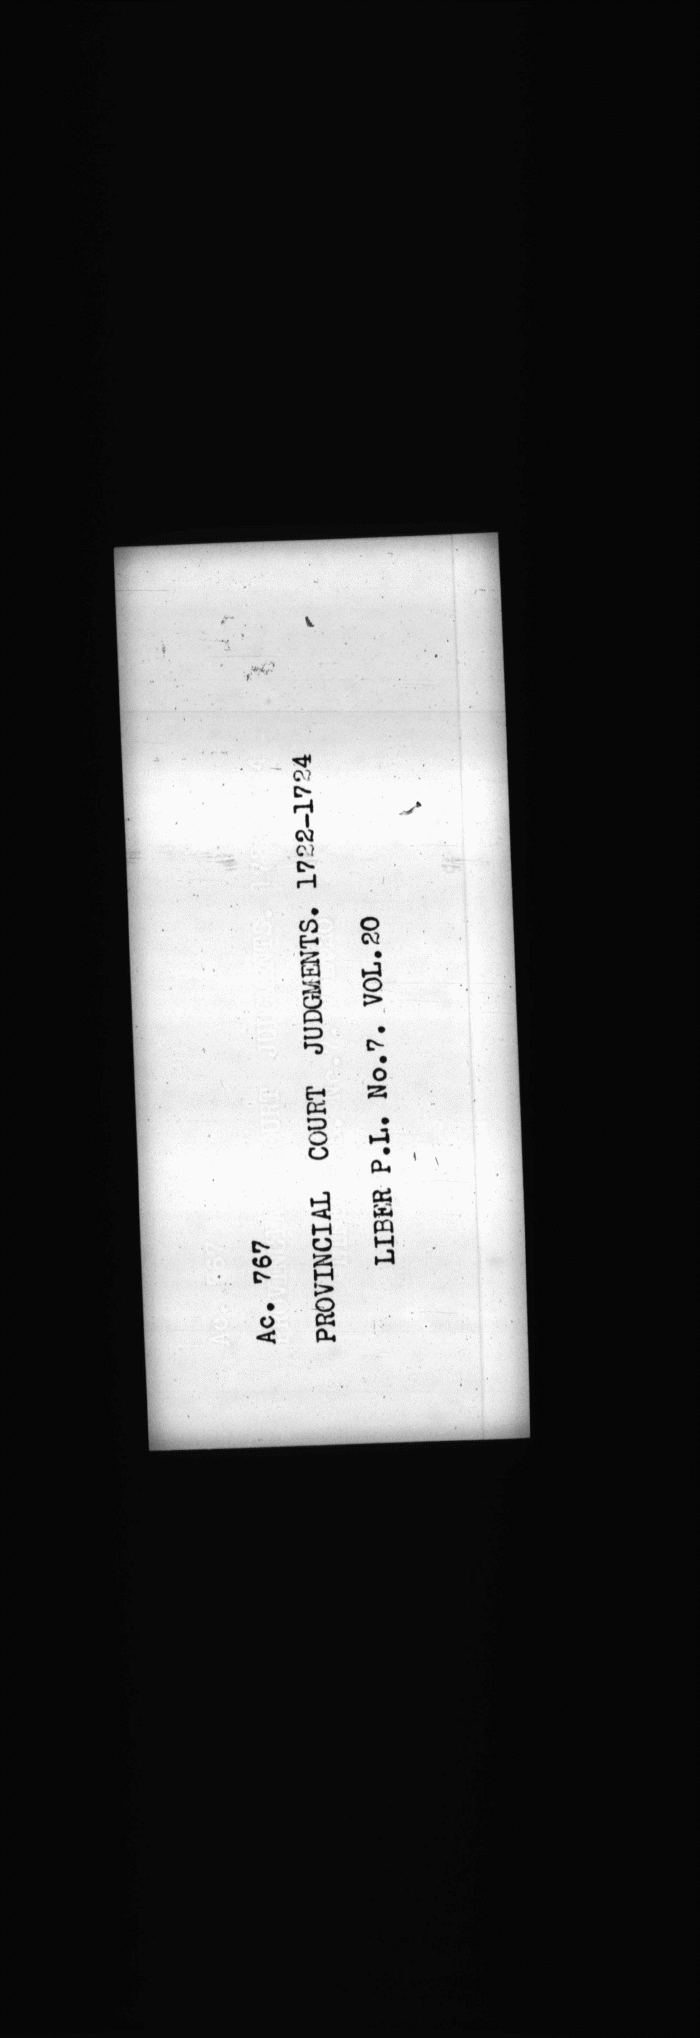 Ac. 767
PROVINCIAL COURT JUDGMENTS. 1722-1724
LIBER P.L. No.7. VOL.20